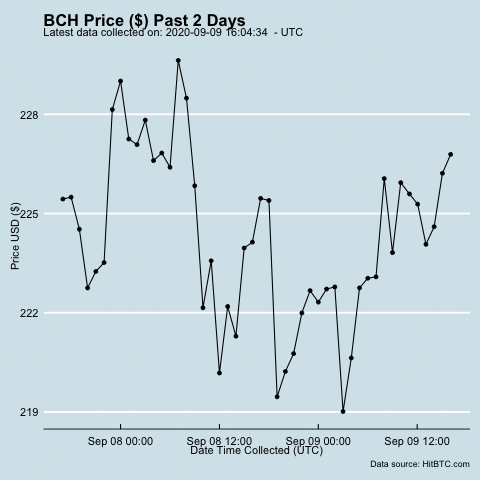 BCH Price ($) Past 2 Days
Latest data collected on: 2020-09-09 16:04:34 - UTC
228
225
222
219
Price USD ($)
Sep 08 00:00 Sep 08 12:00 Sep 09 00:00 Sep 09 12:00
Date Time Collected (UTC)
Data source: HitBTC.com